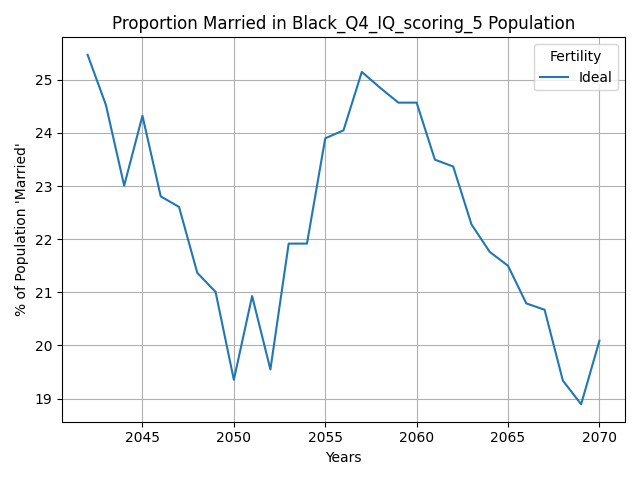 Proportion Married in Black_Q4_IQ_scoring_5 Population
Fertility
Ideal
% of Population 'Married'
25
24
23
22
21
20
19
2045
2050
2055
2060
2065
2070
Years